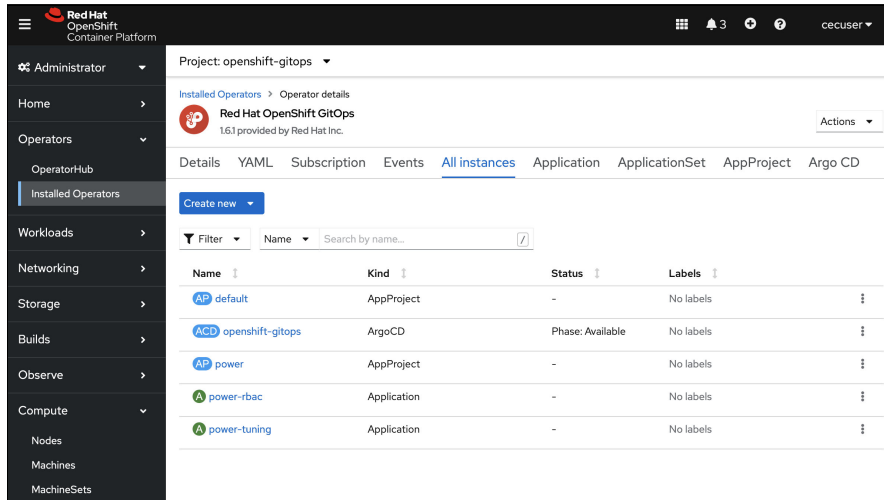 Red Hat
OpenShift
Container Platform
3
cecuser
Administrator
Home
Operators
OperatorHub
Installed Operators
Workloads
Networking
Storage
Builds
Observe
Compute
Nodes
Machines
MachineSets
Project: openshift-gitops
Installed Operators > Operator details
Red Hat OpenShift GitOps
1.6.1 provided by Red Hat Inc.
Actions
Details YAML Subscription Events All instances Application ApplicationSet AppProject Argo CD
Create new
Filter Name Search by name... /
Name Kind Status Labels
AP default AppProject - No labels
ACD openshift-gitops ArgoCD Phase: Available No labels
AP power AppProject - No labels
A power-rbac Application - No labels
A power-tuning Application - No labels